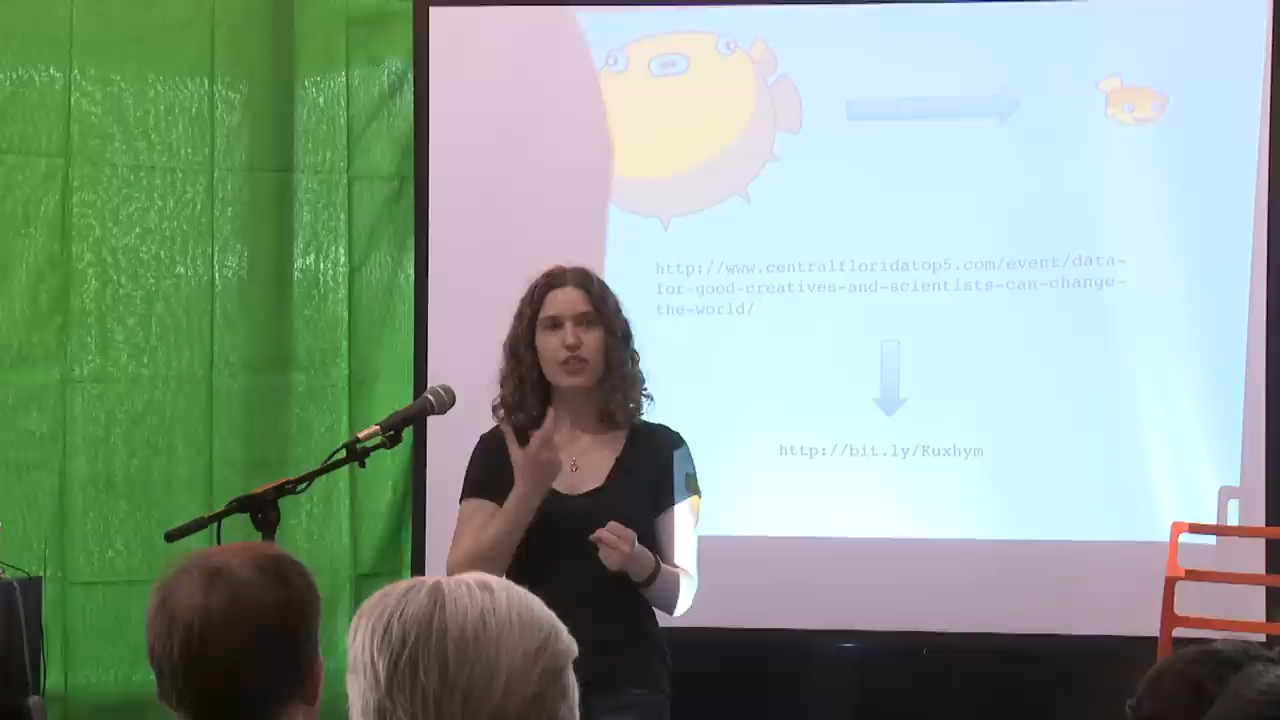 http://www.centralfloridatop5.com/event/data-
for-good-creatives-and-scientists-can-change-
the-world/
http://bit.ly/Kuxhym